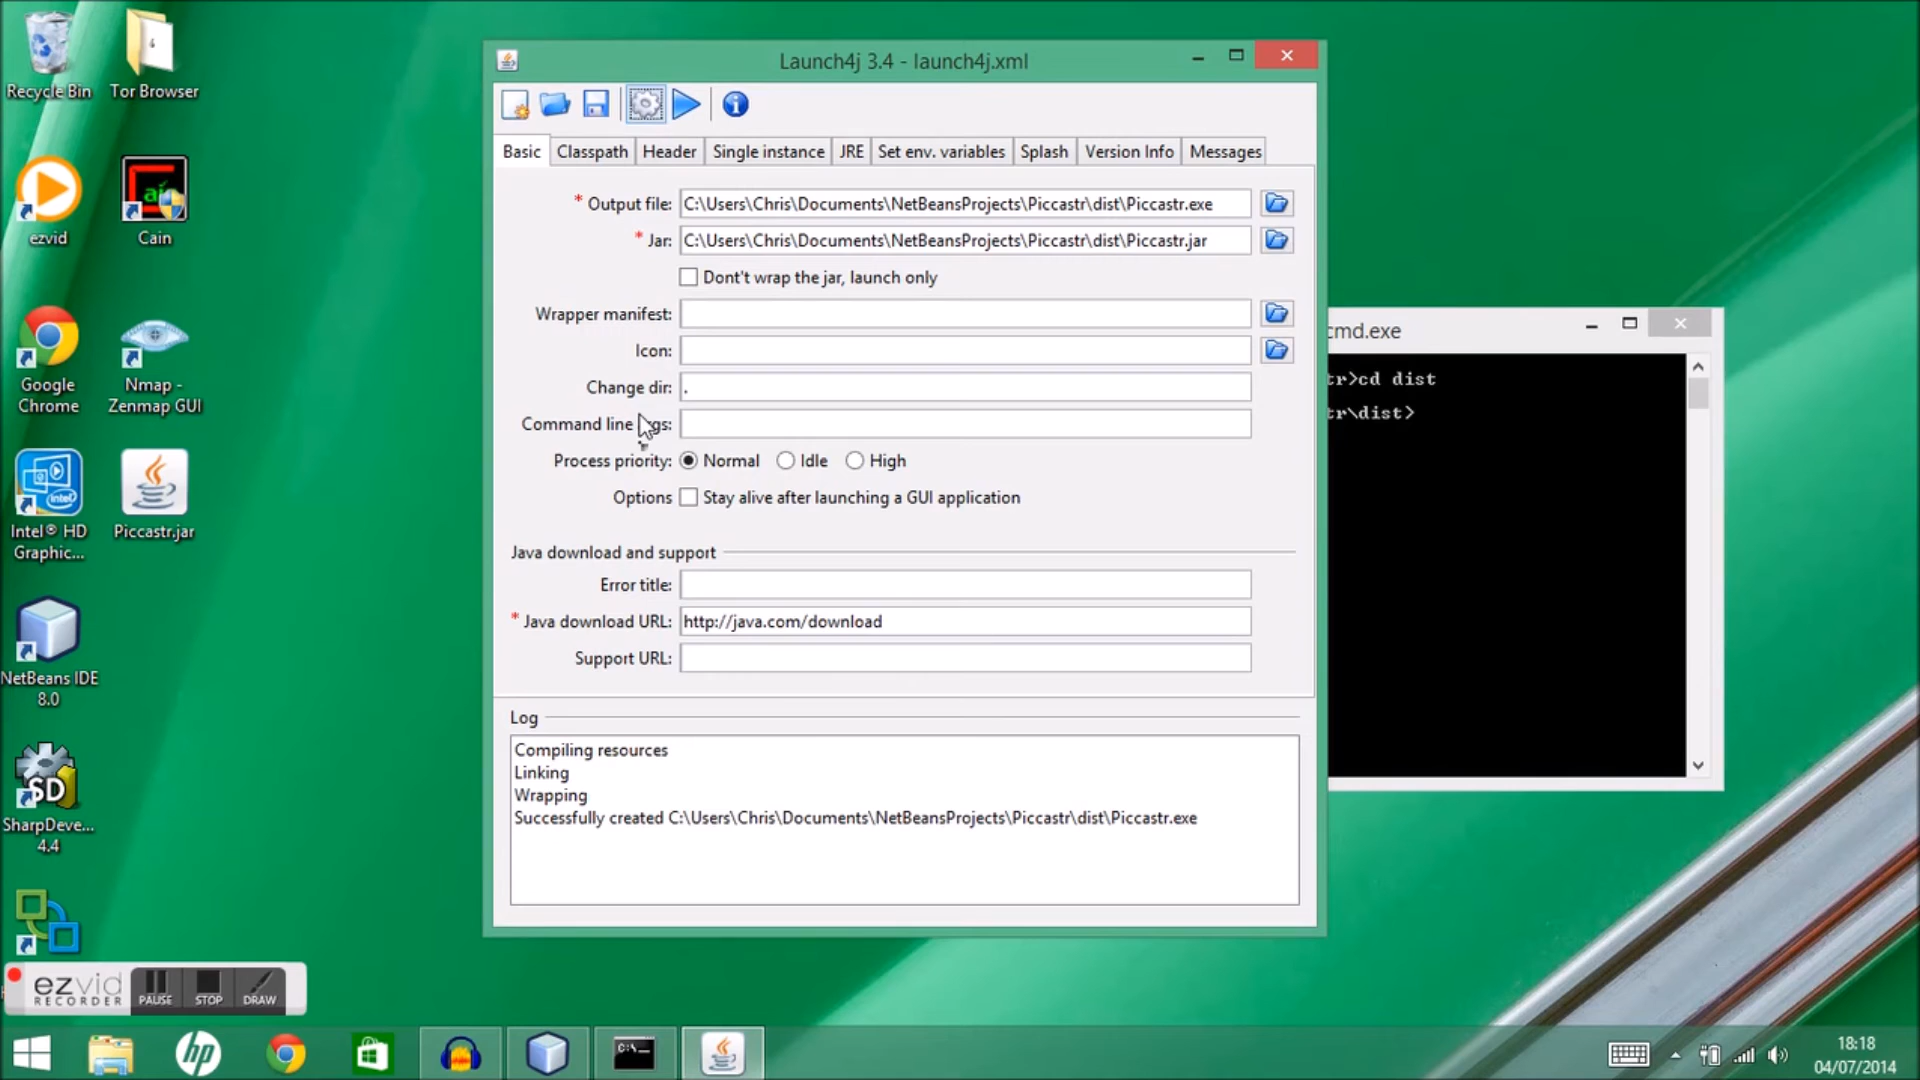 Recycle Bin
Tor Browser
ezvid
Cain
Google
Chrome
Nmap -
Zenmap GUI
Intel® HD
Graphic...
Piccastr.jar
NetBeans IDE
8.0
SD
SharpDeve...
4.4
Launch4j 3.4 - launch4j.xml
Basic
Classpath
Header
Single instance
JRE
Set env. variables
Splash
Version Info
Messages
* Output file: C:\Users\Chris\Documents\NetBeansProjects\Piccastr\dist\Piccastr.exe
* Jar: C:\Users\Chris\Documents\NetBeansProjects\Piccastr\dist\Piccastr.jar
Dont't wrap the jar, launch only
Wrapper manifest:
Icon:
Change dir: .
Command line
Process priority: Normal Idle High
Options Stay alive after launching a GUI application
Java download and support
Error title:
* Java download URL: http://java.com/download
Support URL:
Log
Compiling resources
Linking
Wrapping
Successfully created C:\Users\Chris\Documents\NetBeansProjects\Piccastr\dist\Piccastr.exe
cmd.exe
tr>cd dist
tr\dist>
ezvid
RECORDER
PAUSE
STOP
DRAW
hp
C:\
18:18
04/07/2014